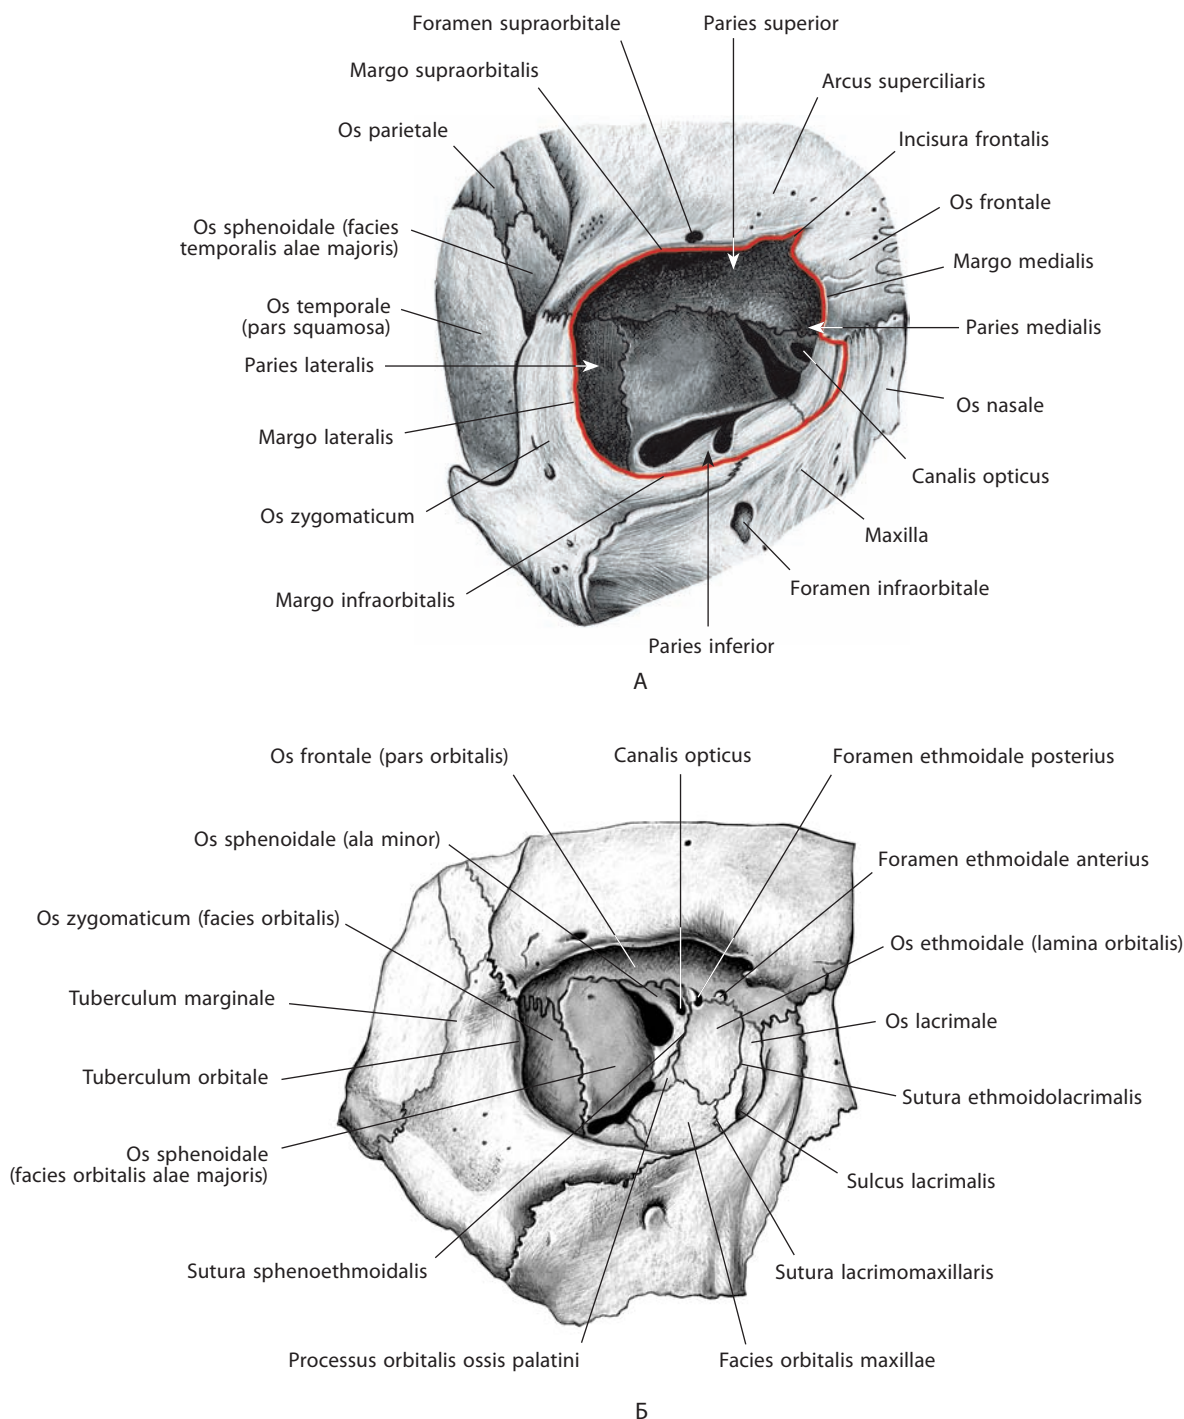 Foramen supraorbitale
Paries superior
Margo supraorbitalis
Arcus superciliaris
Os parietale
Incisura frontalis
Os sphenoidale (facies
temporalis alae majoris)
Os frontale
Margo medialis
Os temporale
(pars squamosa)
Paries medialis
Paries lateralis
Os nasale
Margo lateralis
Canalis opticus
Os zygomaticum
Maxilla
Foramen infraorbitale
Margo infraorbitalis
Paries inferior
А
Os frontale (pars orbitalis)
Canalis opticus
Foramen ethmoidale posterius
Os sphenoidale (ala minor)
Foramen ethmoidale anterius
Os zygomaticum (facies orbitalis)
Os ethmoidale (lamina orbitalis)
Tuberculum marginale
Os lacrimale
Tuberculum orbitale
Sutura ethmoidolacrimalis
Os sphenoidale
(facies orbitalis alae majoris)
Sulcus lacrimalis
Sutura sphenoethmoidalis
Sutura lacrimomaxillaris
Processus orbitalis ossis palatini
Facies orbitalis maxillae
Б